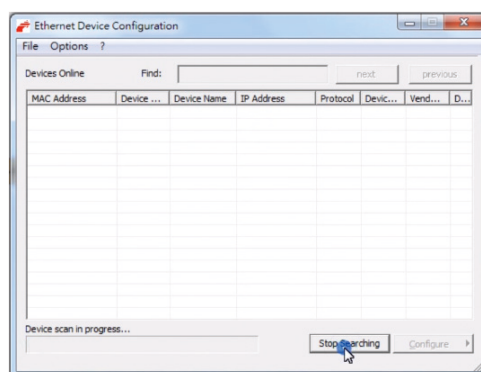 Ethernet Device Configuration
File Options ?
Devices Online Find: next previous
MAC Address Device ... Device Name IP Address Protocol Devic... Vend... D...
Device scan in progress...
Stop Searching Configure